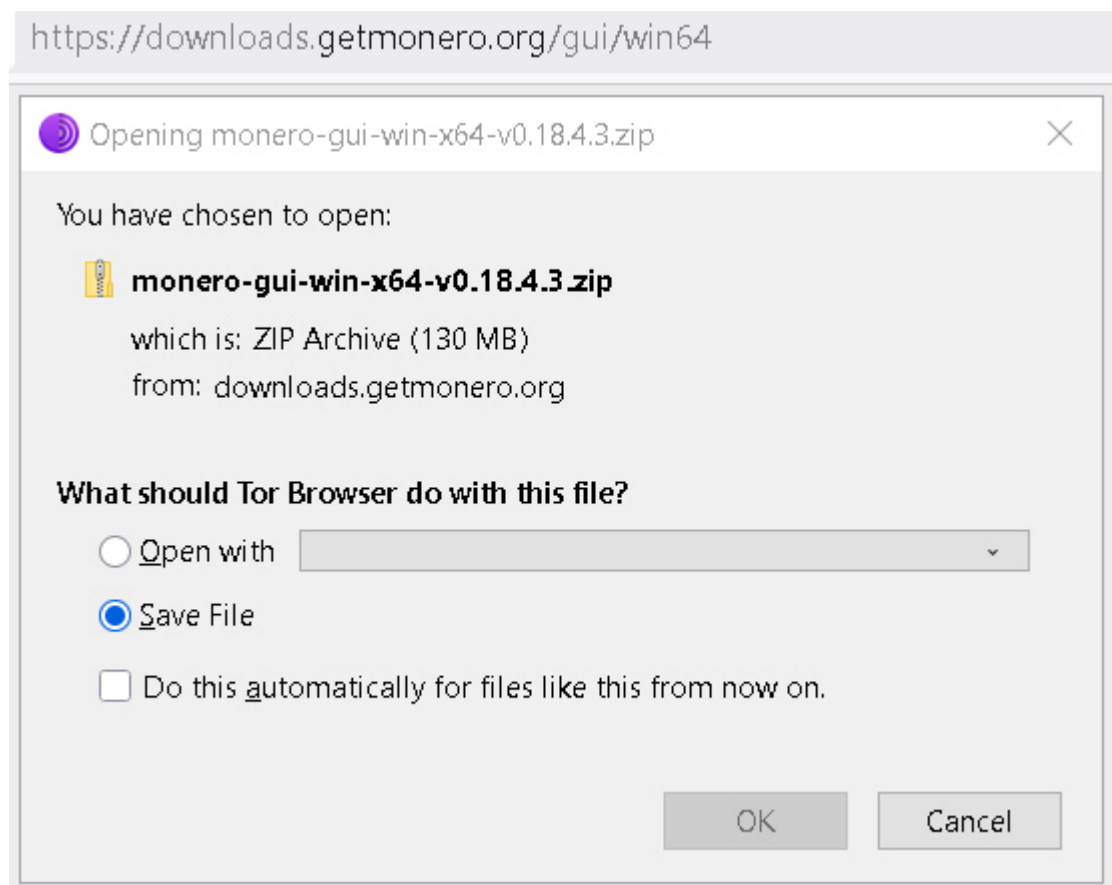 https://downloads.getmonero.org/gui/win64
Opening monero-gui-win-x64-v0.18.4.3.zip
You have chosen to open:
monero-gui-win-x64-v0.18.4.3.zip
which is: ZIP Archive (130 MB)
from: downloads.getmonero.org
What should Tor Browser do with this file?
Open with
Save File
Do this automatically for files like this from now on.
OK Cancel